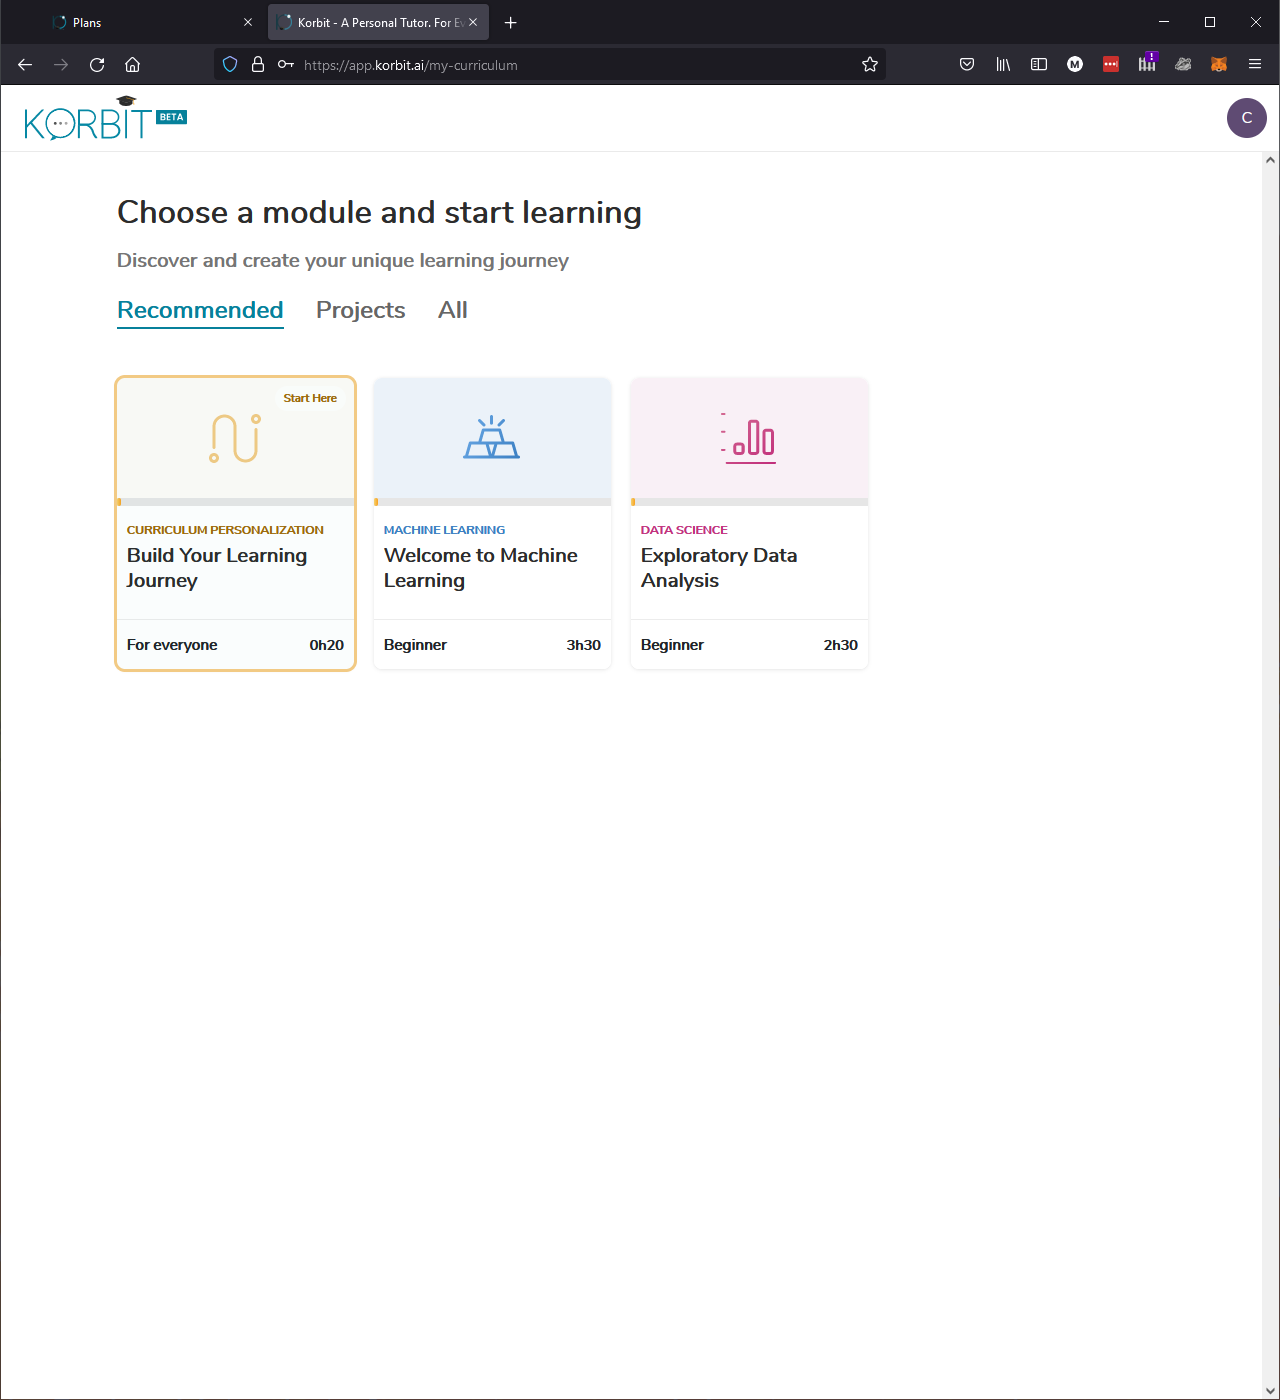 Plans
Korbit - A Personal Tutor. For Ev
https://app.korbit.ai/my-curriculum
M
!
KORBIT BETA
C
Choose a module and start learning
Discover and create your unique learning journey
Recommended Projects All
Start Here
CURRICULUM PERSONALIZATION
Build Your Learning
Journey
For everyone 0h20
MACHINE LEARNING
Welcome to Machine
Learning
Beginner 3h30
DATA SCIENCE
Exploratory Data
Analysis
Beginner 2h30